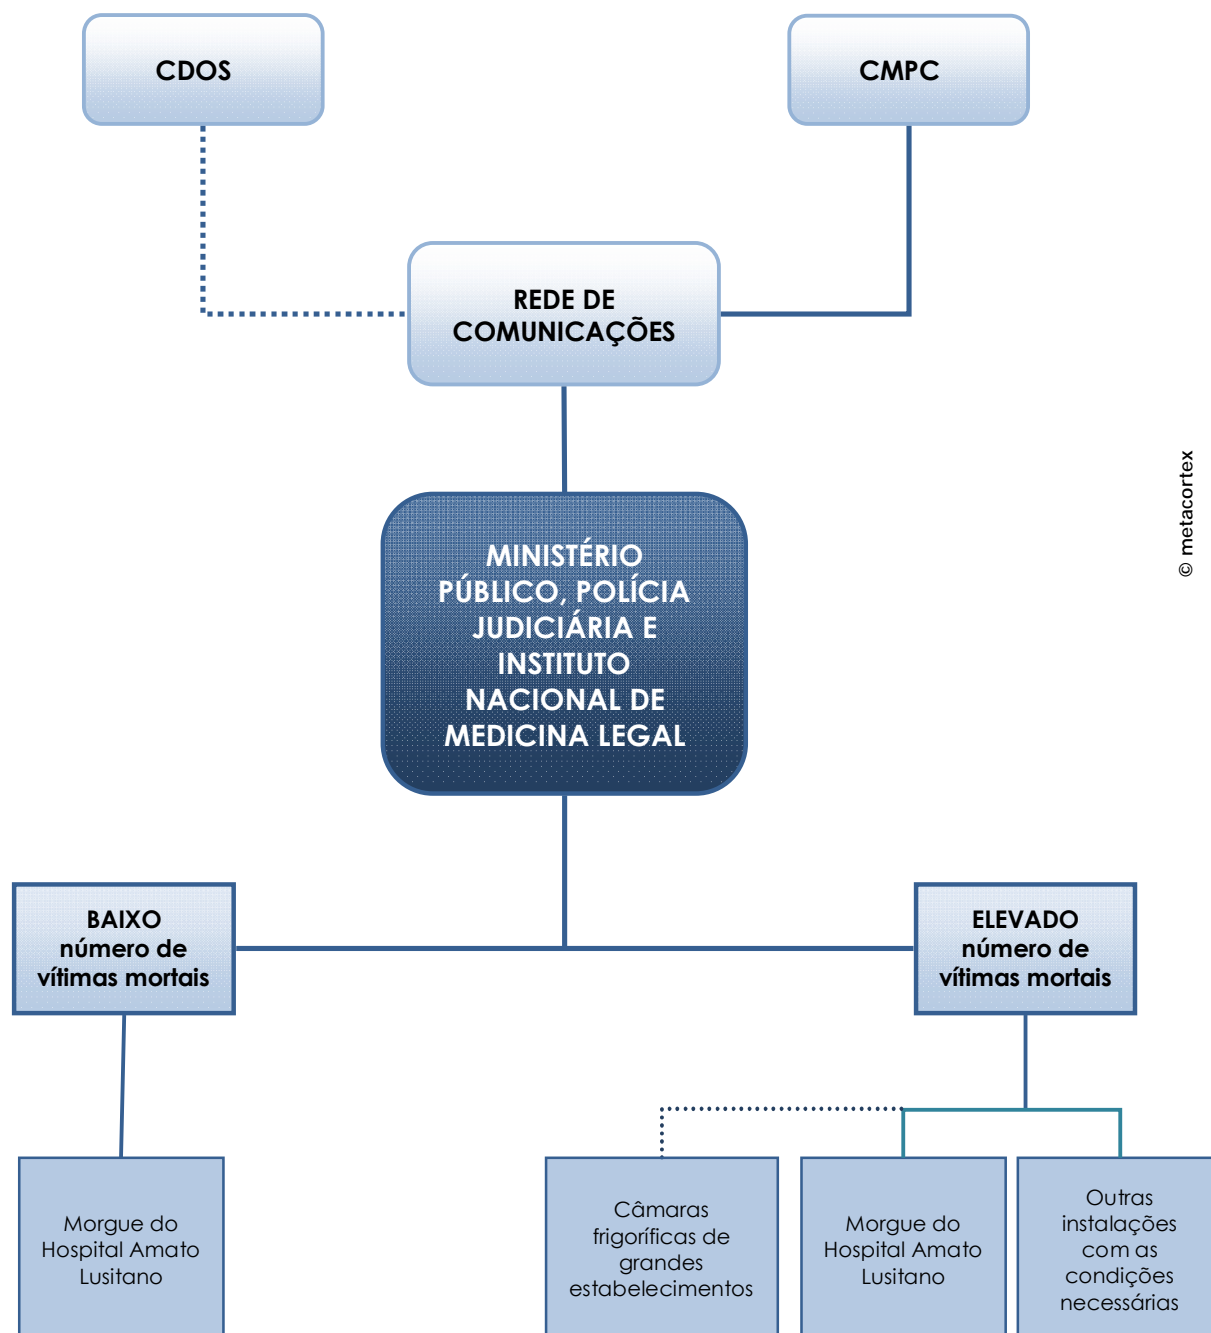 CDOS
CMPC
REDE DE
COMUNICAÇÕES
© metacortex
MINISTÉRIO
PÚBLICO, POLÍCIA
JUDICIÁRIA E
INSTITUTO
NACIONAL DE
MEDICINA LEGAL
BAIXO
número de
vítimas mortais
ELEVADO
número de
vítimas mortais
Morgue do
Hospital Amato
Lusitano
Câmaras
frigoríficas de
grandes
estabelecimentos
Morgue do
Hospital Amato
Lusitano
Outras
instalações
com as
condições
necessárias